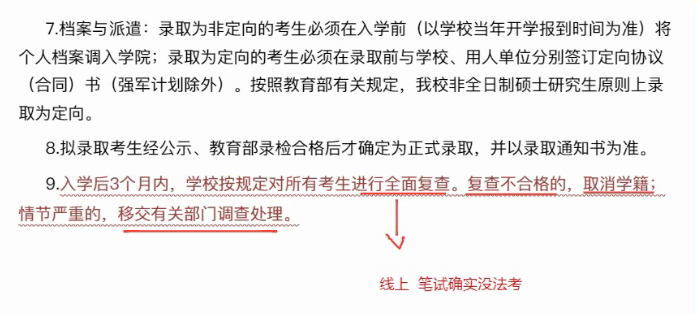 7.档案与派遣：录取为非定向的考生必须在入学前（以学校当年开学报到时间为准）将
个人档案调入学院；录取为定向的考生必须在录取前与学校、用人单位分别签订定向协议
（合同）书（强军计划除外）。按照教育部有关规定，我校非全日制硕士研究生原则上录
取为定向。
8.拟录取考生经公示、教育部录检合格后才确定为正式录取，并以录取通知书为准。
9.入学后3个月内，学校按规定对所有考生进行全面复查。复查不合格的，取消学籍；
情节严重的，移交有关部门调查处理。
线上 笔试确实没法考